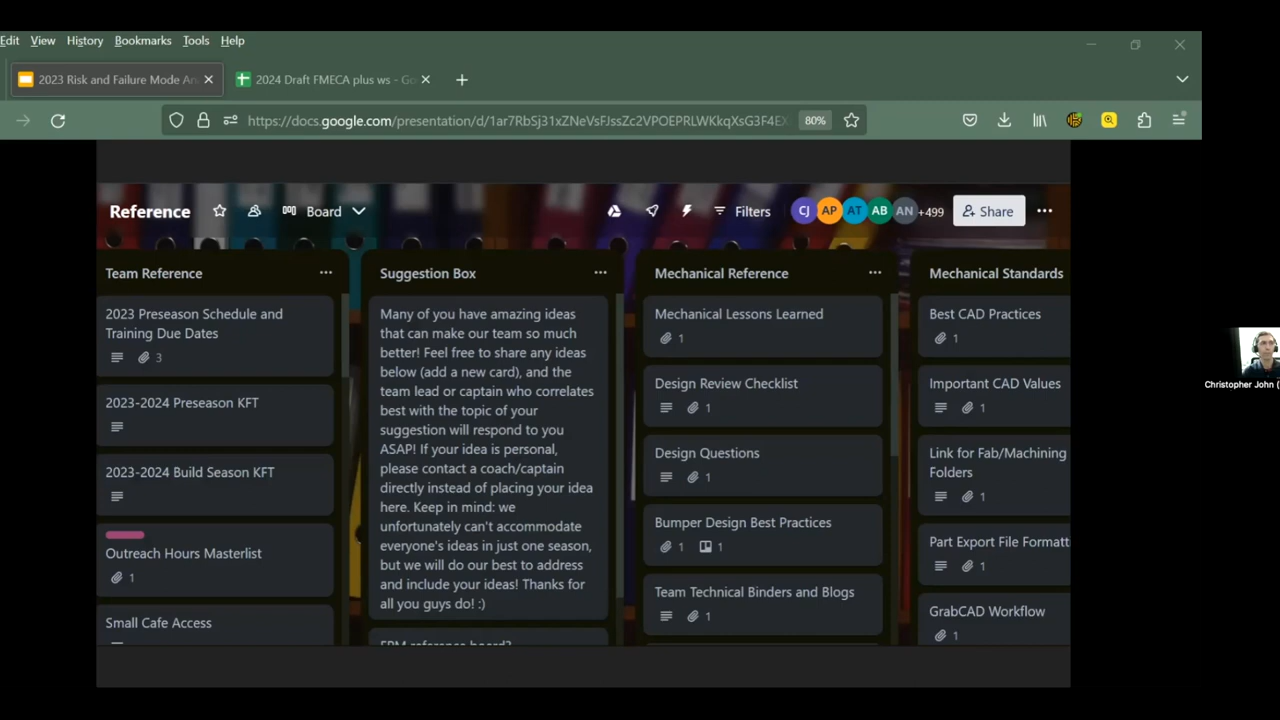 Edit View History Bookmarks Tools Help
2023 Risk and Failure Mode An
2024 Draft FMECA plus ws - Go
https://docs.google.com/presentation/d/1ar7RbSj31xZNeVsFJssZc2VPOEPRLWKkqXsG3F4EX
80%
Reference
Board
Filters
CJ AP AT AB AN +499
Share
Team Reference
2023 Preseason Schedule and
Training Due Dates
3
2023-2024 Preseason KFT
2023-2024 Build Season KFT
Outreach Hours Masterlist
1
Small Cafe Access
Suggestion Box
Many of you have amazing ideas
that can make our team so much
better! Feel free to share any ideas
below (add a new card), and the
team lead or captain who correlates
best with the topic of your
suggestion will respond to you
ASAP! If your idea is personal,
please contact a coach/captain
directly instead of placing your idea
here. Keep in mind: we
unfortunately can't accommodate
everyone's ideas in just one season,
but we will do our best to address
and include your ideas! Thanks for
all you guys do! :)
Mechanical Reference
Mechanical Lessons Learned
1
Design Review Checklist
1
Design Questions
1
Bumper Design Best Practices
1 1
Team Technical Binders and Blogs
1
Mechanical Standards
Best CAD Practices
1
Important CAD Values
1
Link for Fab/Machining
Folders
1
Part Export File Formatt
1
GrabCAD Workflow
1
Christopher John (